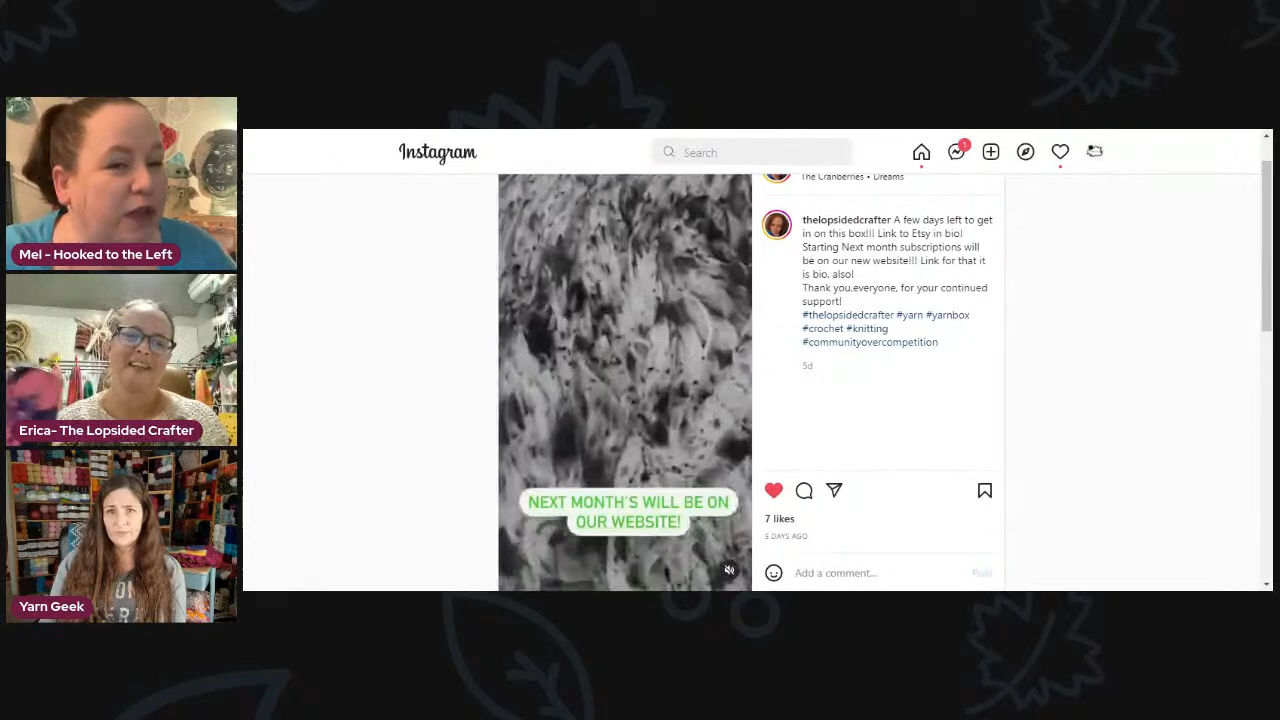 Mel - Hooked to the Left
Erica- The Lopsided Crafter
Yarn Geek
Instagram
Search
1
The Cranberries • Dreams
thelopsidedcrafter A few days left to get
in on this box!!! Link to Etsy in bio!
Starting Next month subscriptions will
be on our new website!!! Link for that it
is bio, also!
Thank you,everyone, for your continued
support!
#thelopsidedcrafter #yarn #yarnbox
#crochet #knitting
#communityovercompetition
5d
NEXT MONTH'S WILL BE ON
OUR WEBSITE!
7 likes
5 DAYS AGO
Add a comment...
Post